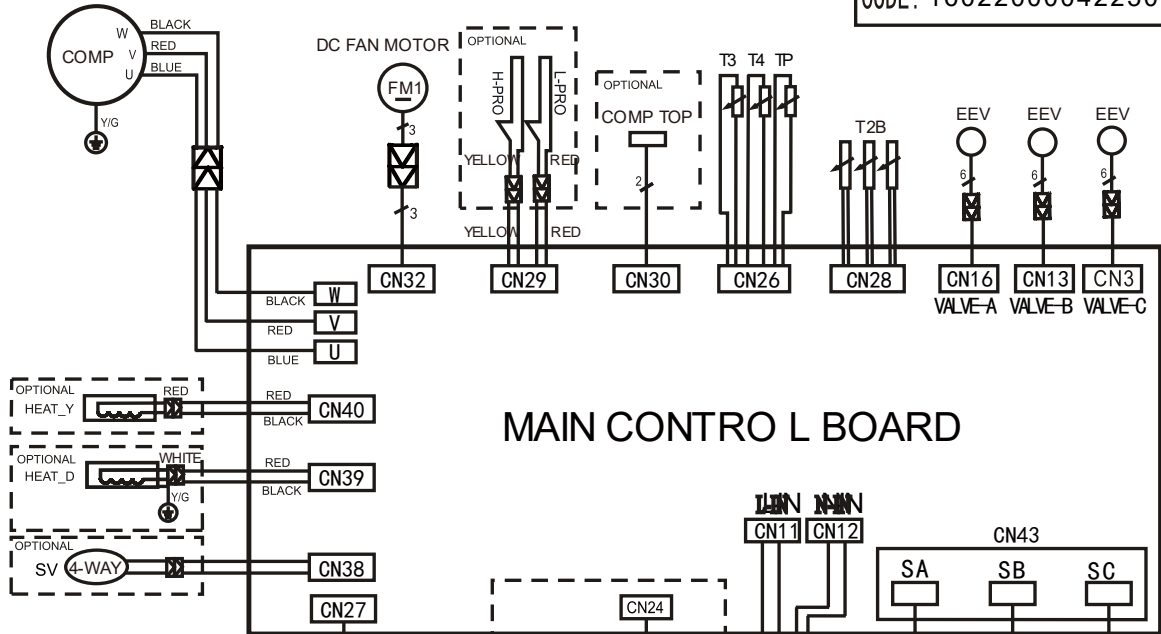 BLACK
W
RED
COMP
V
BLUE
U
Y/G
DC FAN MOTOR
FM1
3
3
OPTIONAL
H-PRO
L-PRO
YELLOW
RED
YELLOW
RED
OPTIONAL
COMP TOP
2
T3 T4 TP
T2B
EEV
EEV
EEV
6
6
6
CN32
CN29
CN30
CN26
CN28
CN16
CN13
CN3
VALVE-A
VALVE-B
VALVE-C
BLACK
W
RED
V
BLUE
U
OPTIONAL
RED
HEAT_Y
RED
BLACK
CN40
OPTIONAL
WHITE
HEAT_D
Y/G
RED
BLACK
CN39
OPTIONAL
SV
4-WAY
CN38
CN27
MAIN CONTRO L BOARD
CN11
CN12
CN43
SA
SB
SC
CN24